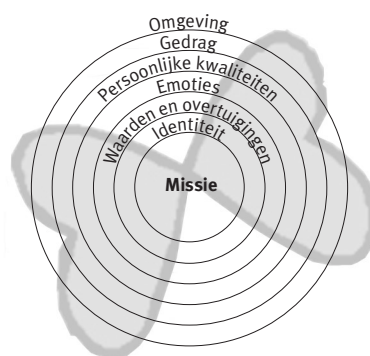 Omgeving
Gedrag
Persoonlijke kwaliteiten
Emoties
Waarden en overtuigingen
Identiteit
Missie